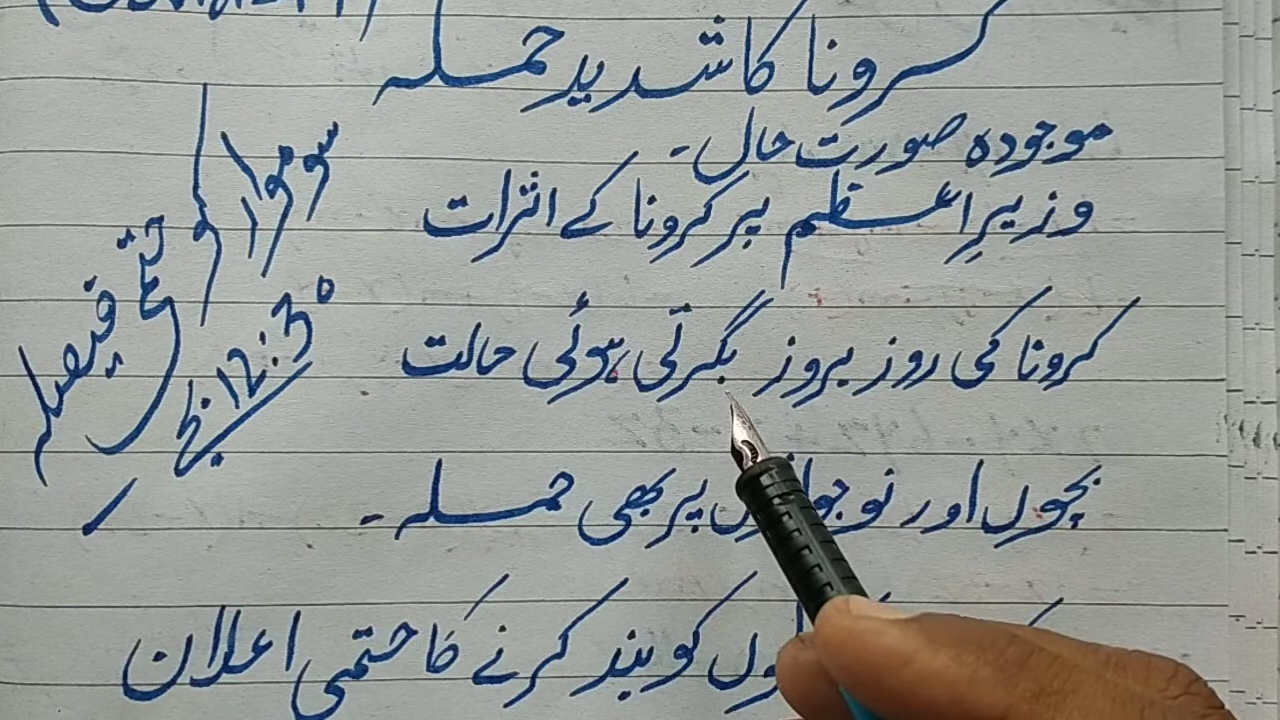 کرونا کا شدید حملہ
موجودہ صورت حال۔
وزیرِ اعظم پر کرونا کے اثرات
کرونا کی روز بروز بگڑتی ہوئی حالت
بچوں اور نوجوانوں پر بھی حملہ۔
کو بند کرنے کا حتمی اعلان
سوموار
12:30 بجے
فیصلہ